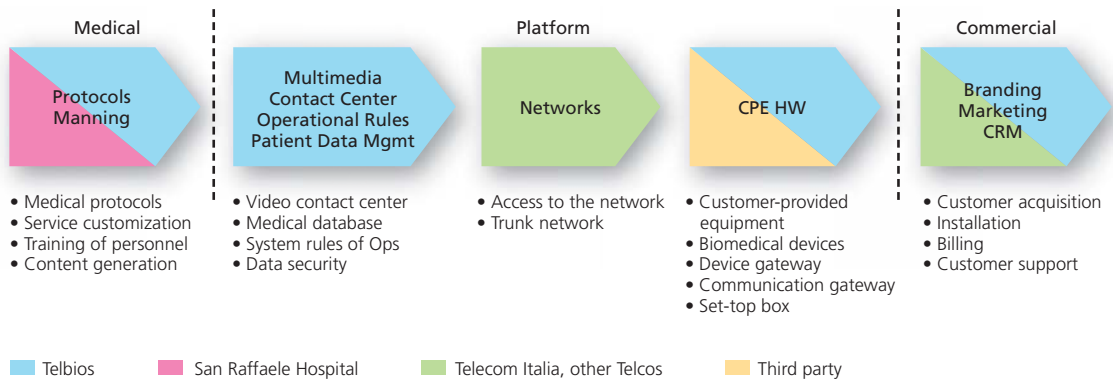 Medical
Platform
Commercial
Protocols
Manning
Multimedia
Contact Center
Operational Rules
Patient Data Mgmt
Networks
CPE HW
Branding
Marketing
CRM
• Medical protocols
• Service customization
• Training of personnel
• Content generation
• Video contact center
• Medical database
• System rules of Ops
• Data security
• Access to the network
• Trunk network
• Customer-provided
equipment
• Biomedical devices
• Device gateway
• Communication gateway
• Set-top box
• Customer acquisition
• Installation
• Billing
• Customer support
Telbios
San Raffaele Hospital
Telecom Italia, other Telcos
Third party